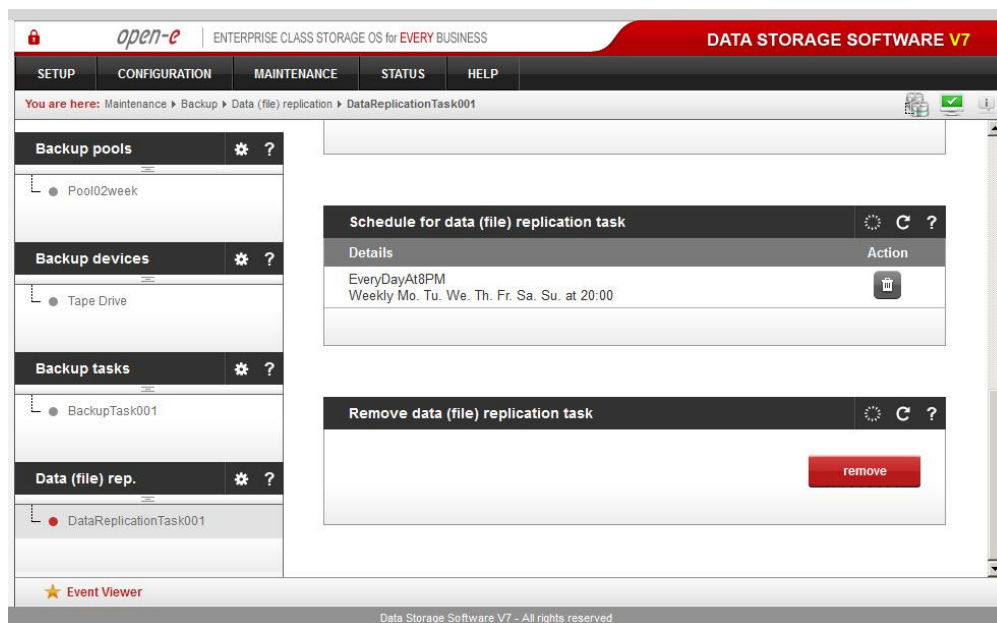 open-e
ENTERPRISE CLASS STORAGE OS for EVERY BUSINESS
DATA STORAGE SOFTWARE V7
SETUP CONFIGURATION MAINTENANCE STATUS HELP
You are here: Maintenance Backup Data (file) replication DataReplicationTask001
Backup pools ?
Pool02week
Backup devices ?
Tape Drive
Backup tasks ?
BackupTask001
Data (file) rep. ?
DataReplicationTask001
Schedule for data (file) replication task ?
Details Action
EveryDayAt8PM
Weekly Mo. Tu. We. Th. Fr. Sa. Su. at 20:00
Remove data (file) replication task ?
remove
Event Viewer
Data Storage Software V7 - All rights reserved